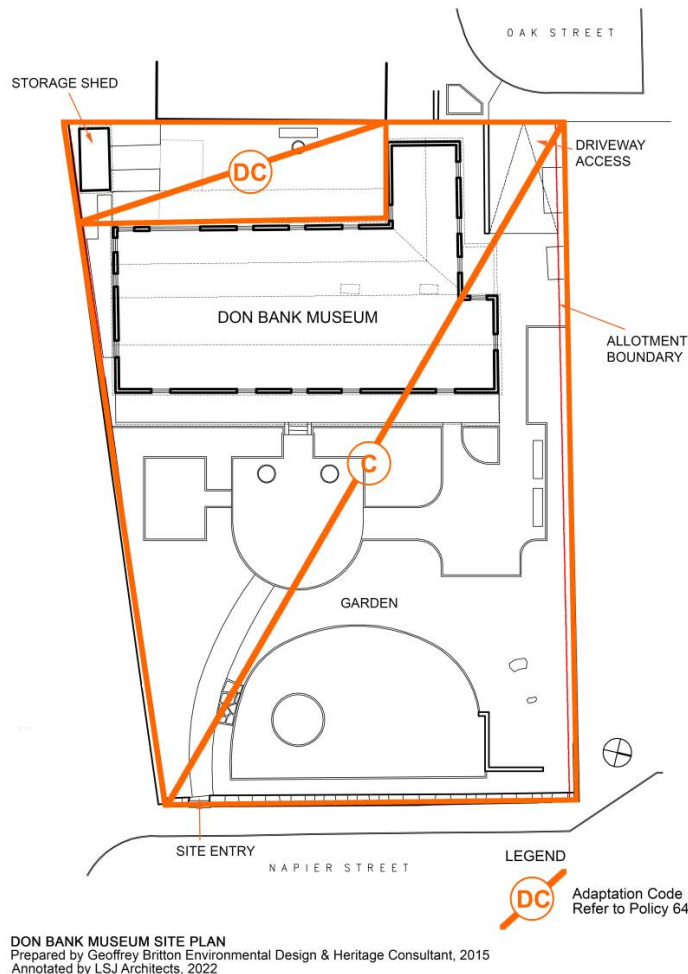 OAK STREET
STORAGE SHED
DRIVEWAY
ACCESS
DC
DON BANK MUSEUM
ALLOTMENT
BOUNDARY
C
GARDEN
SITE ENTRY
NAPIER STREET
LEGEND
DC
Adaptation Code
Refer to Policy 64
DON BANK MUSEUM SITE PLAN
Prepared by Geoffrey Britton Environmental Design & Heritage Consultant, 2015
Annotated by LSJ Architects, 2022